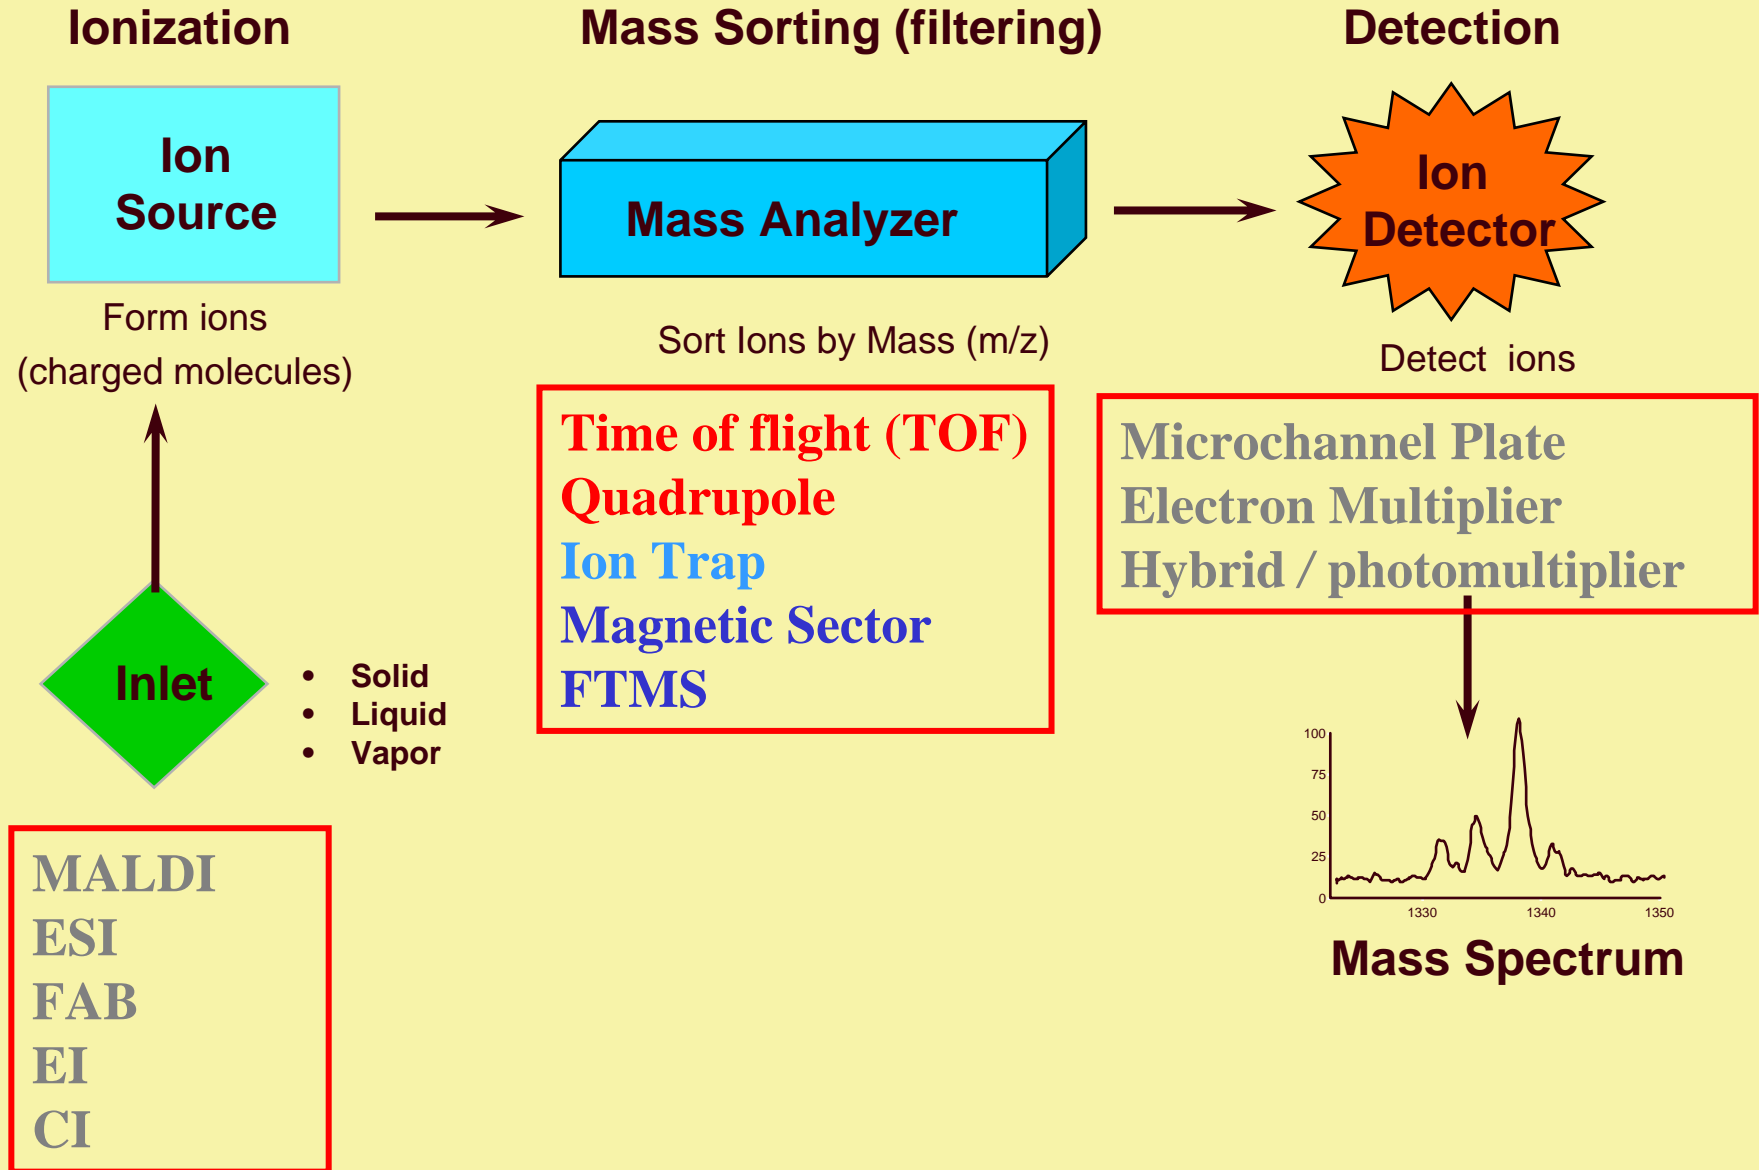 Ionization
Mass Sorting (filtering)
Detection
Ion
Source
Mass Analyzer
Ion
Detector
Form ions
(charged molecules)
Sort Ions by Mass (m/z)
Detect ions
Time of flight (TOF)
Quadrupole
Ion Trap
Magnetic Sector
FTMS
Microchannel Plate
Electron Multiplier
Hybrid / photomultiplier
Inlet
• Solid
• Liquid
• Vapor
MALDI
ESI
FAB
EI
CI
100
75
50
25
0
1330 1340 1350
Mass Spectrum